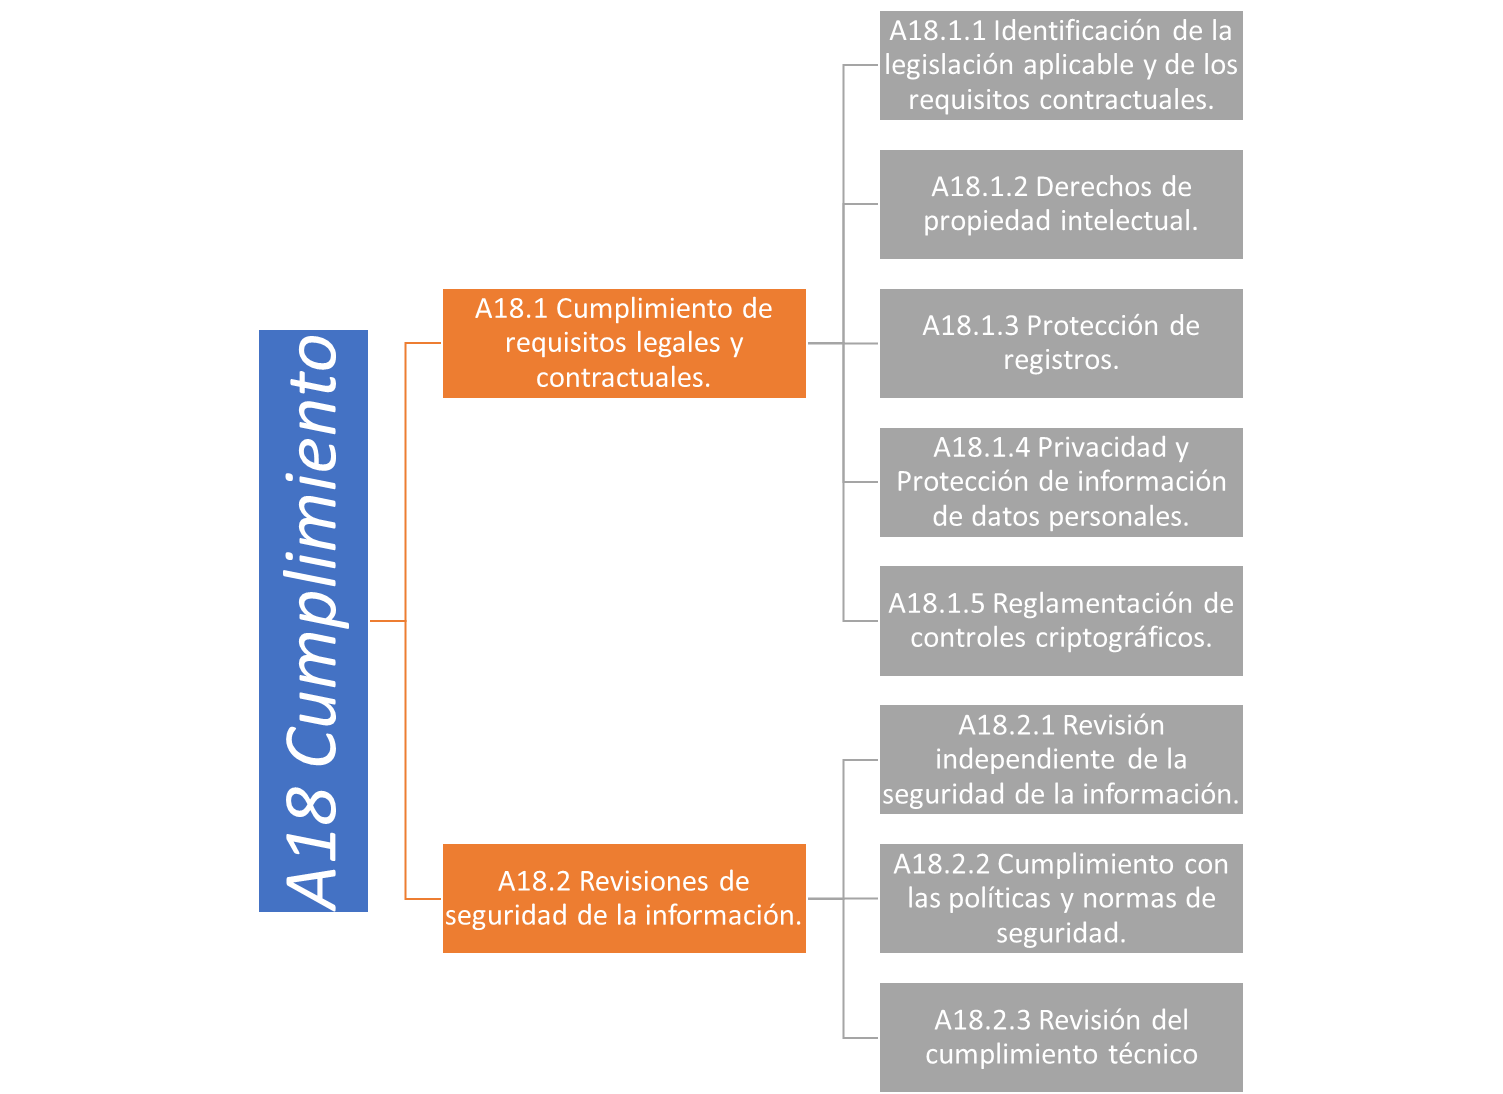 A18 Cumplimiento
A18.1 Cumplimiento de
requisitos legales y
contractuales.
A18.1.1 Identificación de la
legislación aplicable y de los
requisitos contractuales.
A18.1.2 Derechos de
propiedad intelectual.
A18.1.3 Protección de
registros.
A18.1.4 Privacidad y
Protección de información
de datos personales.
A18.1.5 Reglamentación de
controles criptográficos.
A18.2 Revisiones de
seguridad de la información.
A18.2.1 Revisión
independiente de la
seguridad de la información.
A18.2.2 Cumplimiento con
las políticas y normas de
seguridad.
A18.2.3 Revisión del
cumplimiento técnico